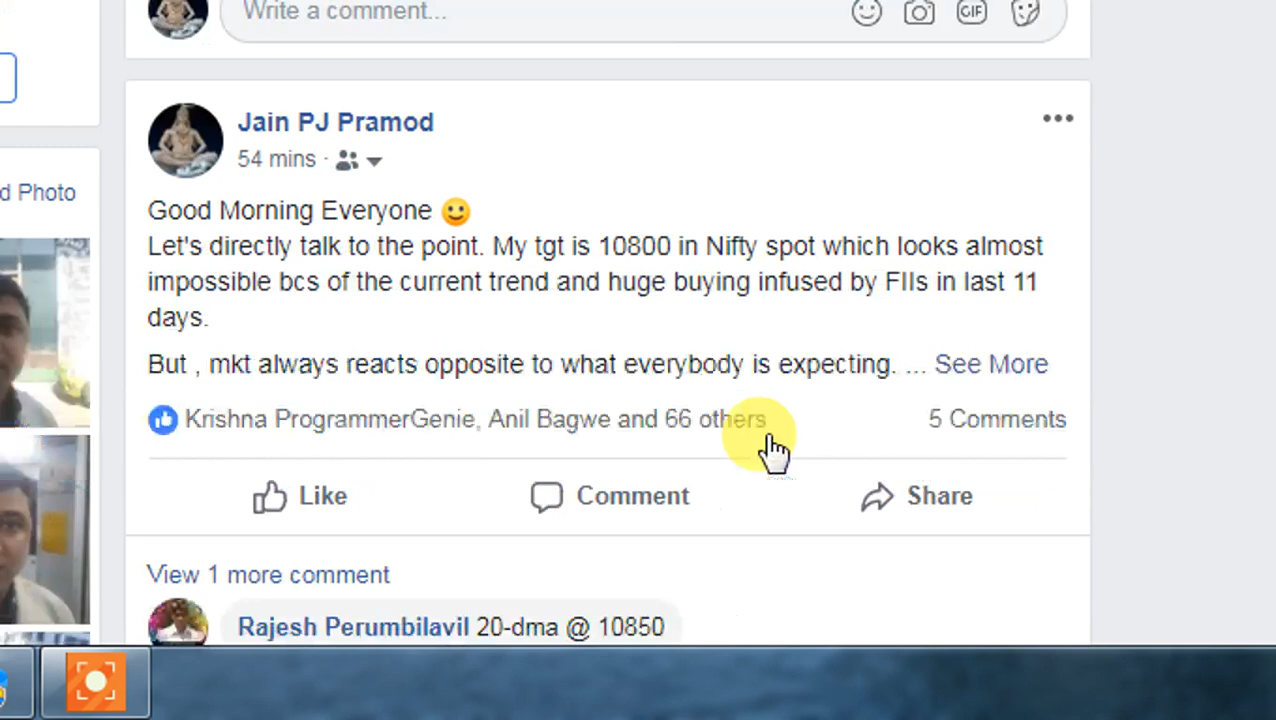 Write a comment...
GIF
Jain PJ Pramod
54 mins ·
d Photo
Good Morning Everyone
Let's directly talk to the point. My tgt is 10800 in Nifty spot which looks almost
impossible bcs of the current trend and huge buying infused by FIIs in last 11
days.
But , mkt always reacts opposite to what everybody is expecting. ... See More
Krishna ProgrammerGenie, Anil Bagwe and 66 others
5 Comments
Like
Comment
Share
View 1 more comment
Rajesh Perumbilavil 20-dma @ 10850